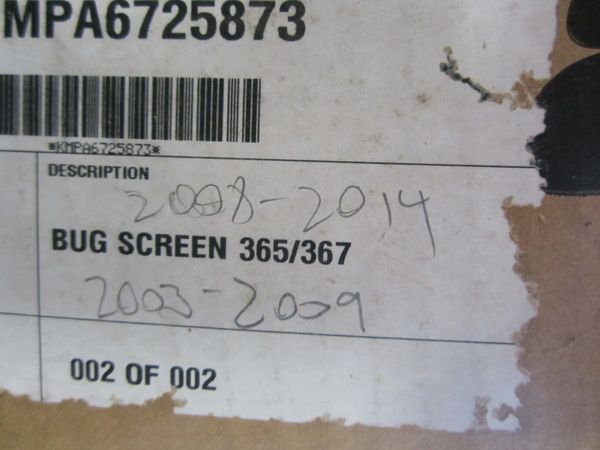 MPA6725873
*KMPA6725873*
DESCRIPTION
2008-2014
BUG SCREEN 365/367
2003-2009
002 OF 002